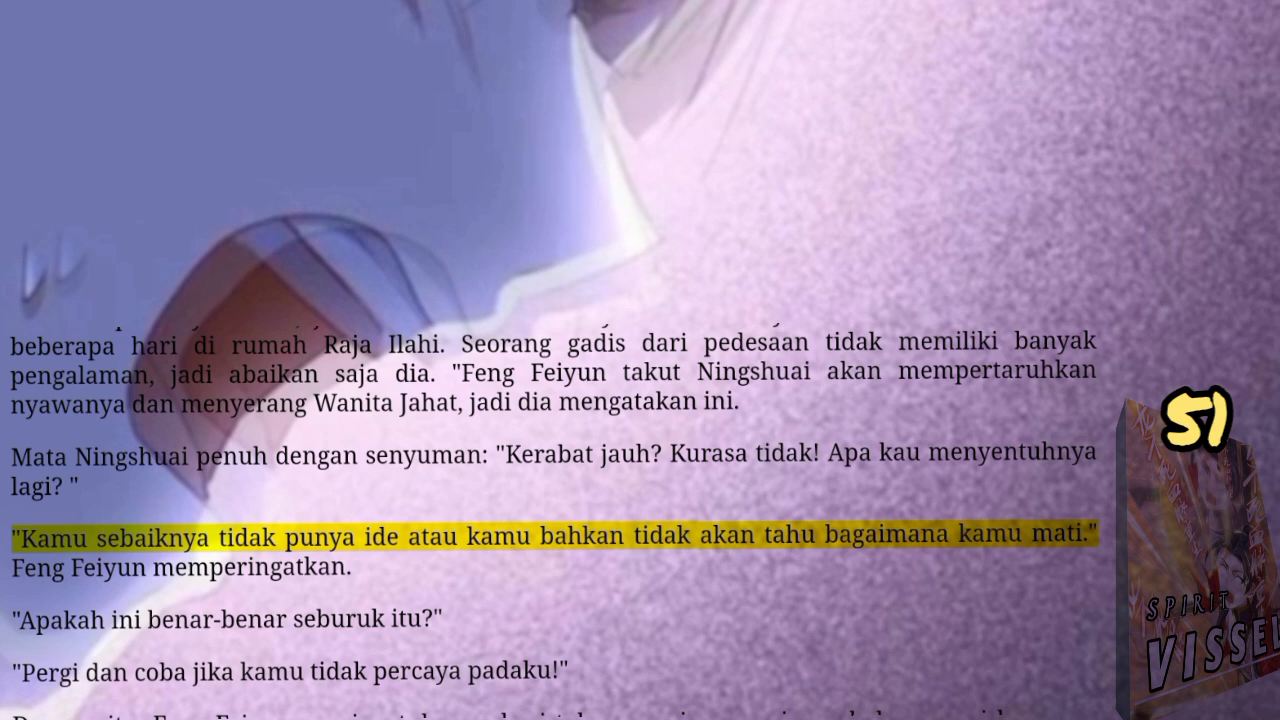 beberapa hari di rumah Raja Ilahi. Seorang gadis dari pedesaan tidak memiliki banyak
pengalaman, jadi abaikan saja dia. "Feng Feiyun takut Ningshuai akan mempertaruhkan
nyawanya dan menyerang Wanita Jahat, jadi dia mengatakan ini.
Mata Ningshuai penuh dengan senyuman: "Kerabat jauh? Kurasa tidak! Apa kau menyentuhnya
lagi? "
"Kamu sebaiknya tidak punya ide atau kamu bahkan tidak akan tahu bagaimana kamu mati."
Feng Feiyun memperingatkan.
"Apakah ini benar-benar seburuk itu?"
"Pergi dan coba jika kamu tidak percaya padaku!"
51
SPIRIT
VISSEL